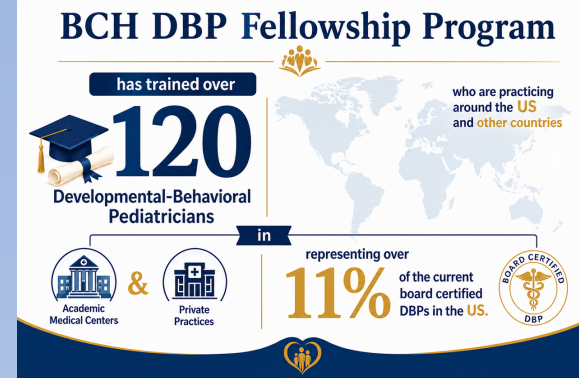 BCH DBP Fellowship Program
has trained over
120
Developmental-Behavioral
Pediatricians
who are practicing
around the US
and other countries
in
Academic
Medical Centers
&
Private
Practices
representing over
11%
of the current
board certified
DBPs in the US.
BOARD CERTIFIED
DBP